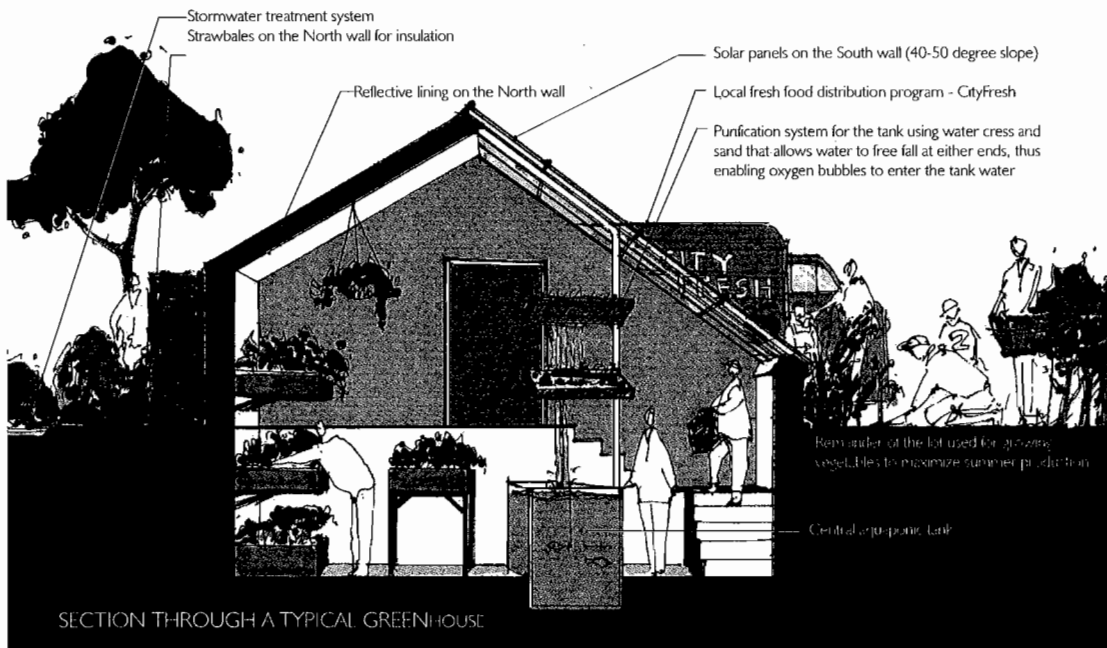 Stormwater treatment system
Strawbales on the North wall for insulation
Reflective lining on the North wall
Solar panels on the South wall (40-50 degree slope)
Local fresh food distribution program - CityFresh
Purification system for the tank using water cress and
sand that allows water to free fall at either ends, thus
enabling oxygen bubbles to enter the tank water
ITY
RESH
2
Remainder of the lot used for growing
vegetables to maximize summer production
Central aquaponic tank
SECTION THROUGH A TYPICAL GREENHOUSE